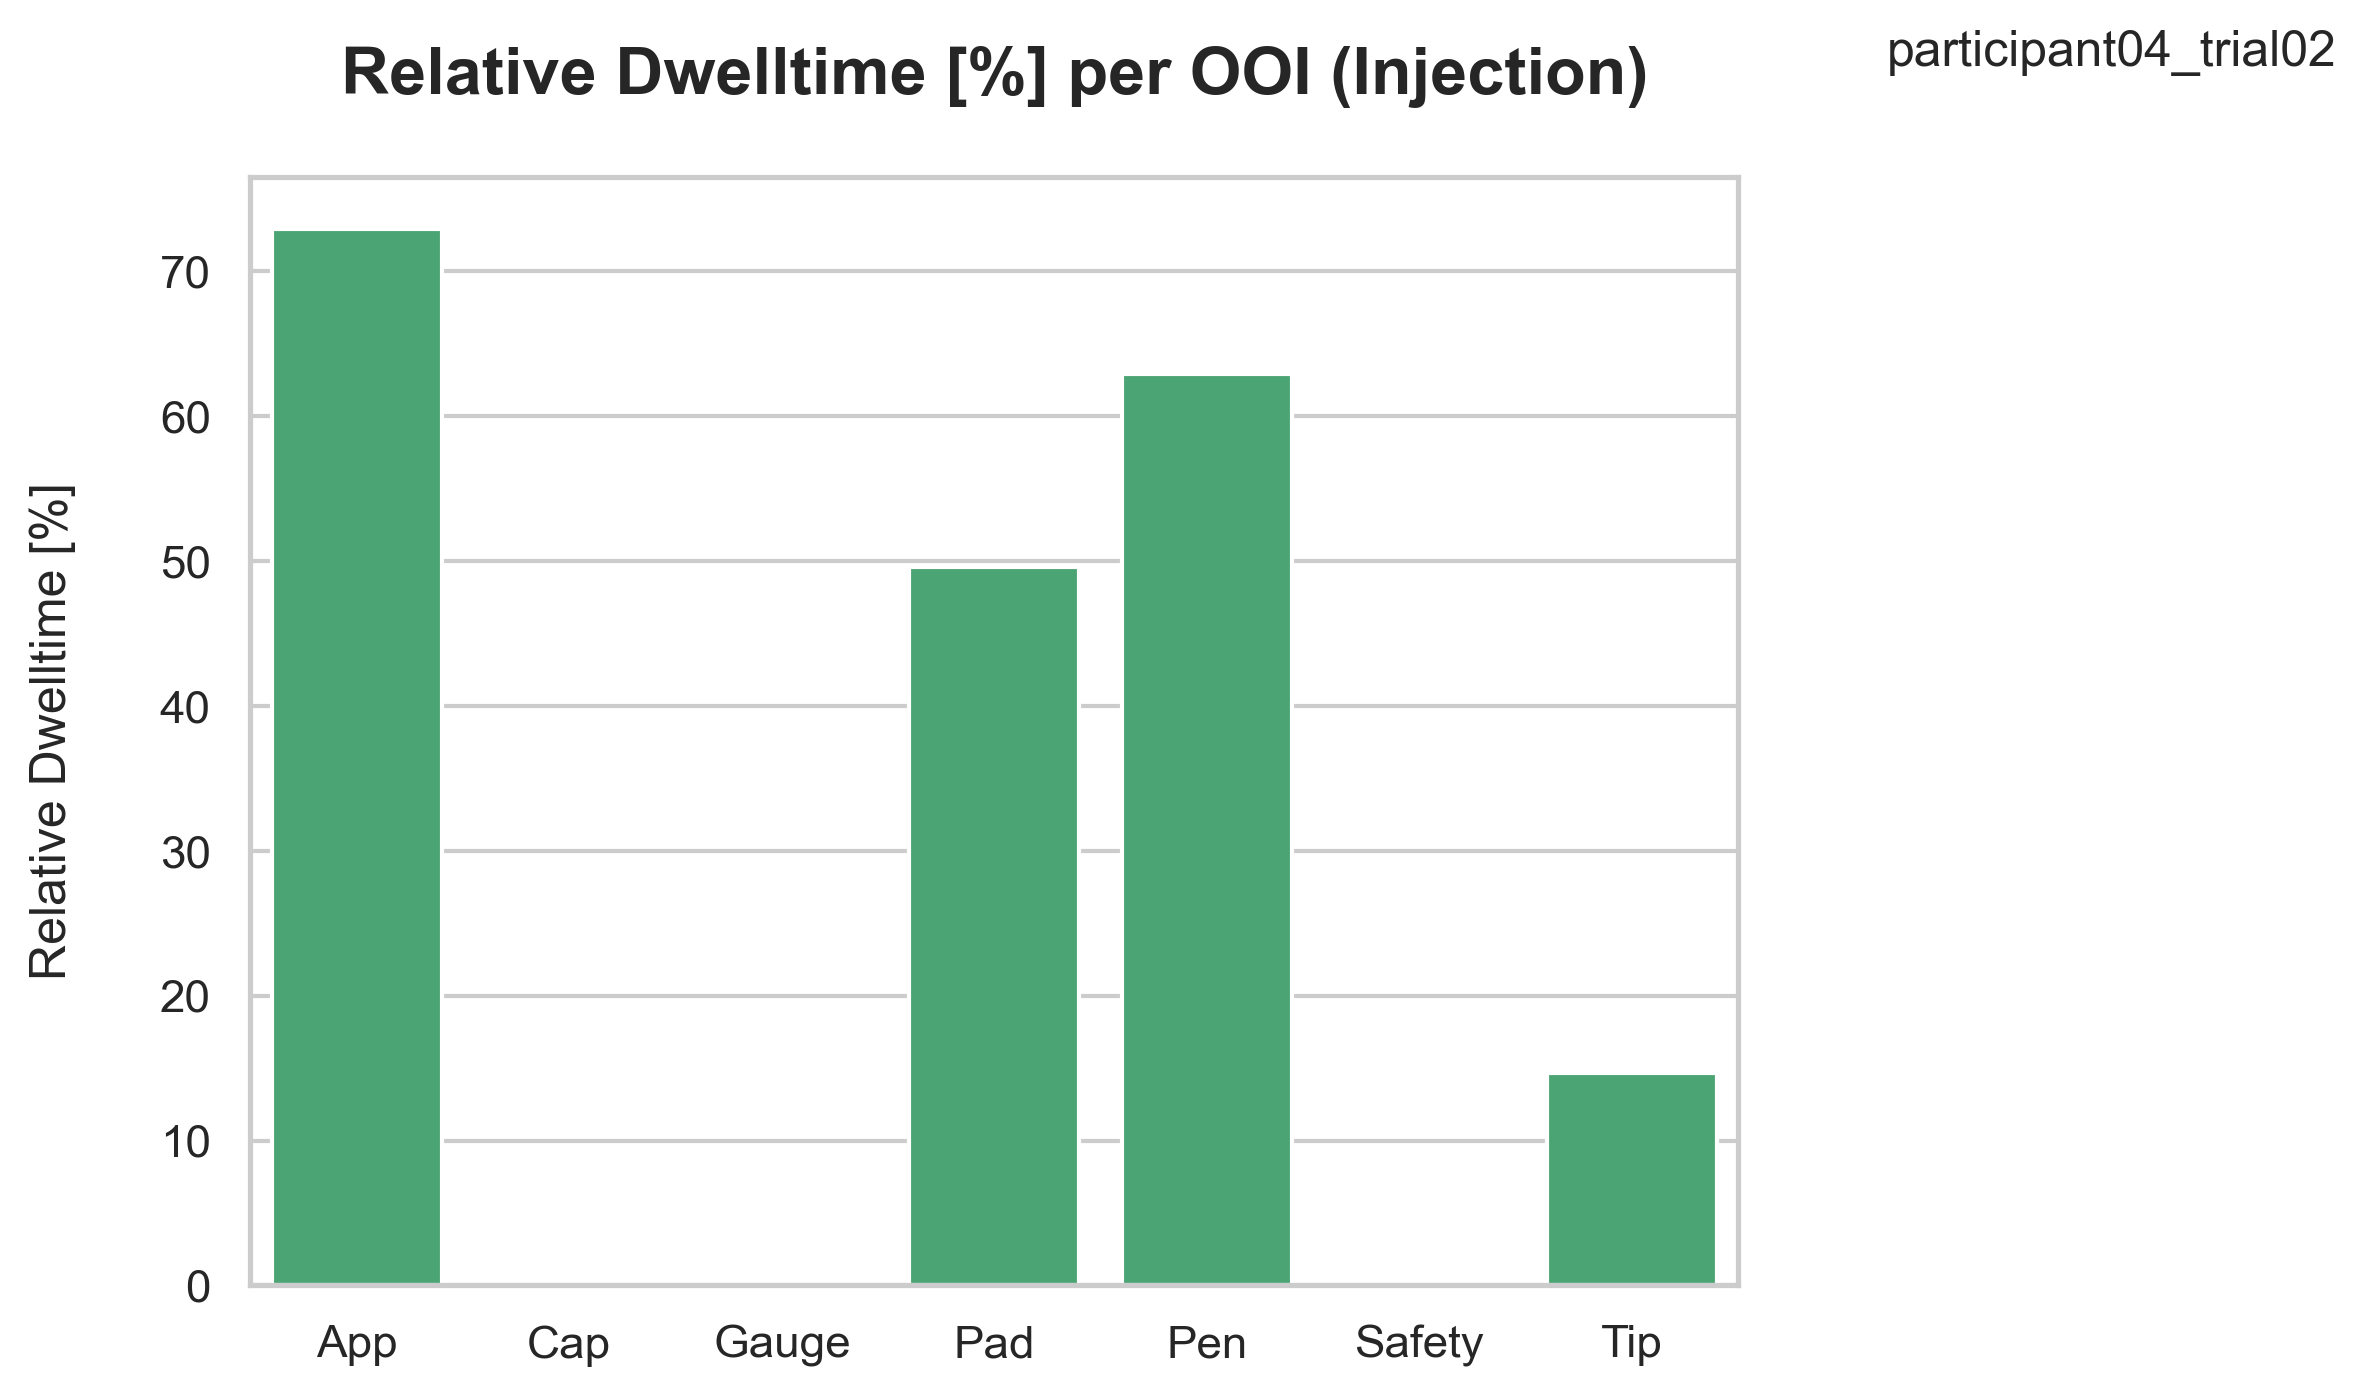 participant04_trial02
Relative Dwelltime [%] per OOI (Injection)
Relative Dwelltime [%]
70
60
50
40
30
20
10
0
App Cap Gauge Pad Pen Safety Tip